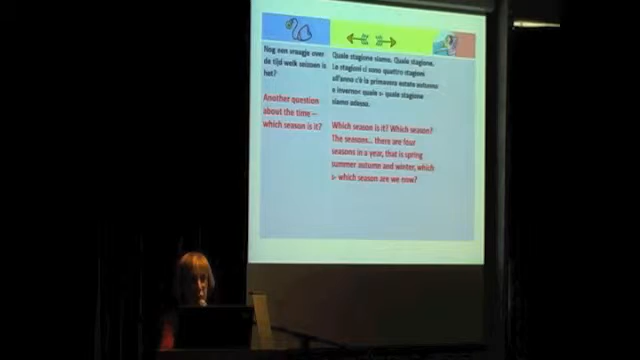 Nog een vraagje over
de tijd welk seizoen is
het?
Another question
about the time –
which season is it?
Quale stagione siamo. Quale stagione.
Le stagioni ci sono quattro stagioni
all'anno c'è la primavera estate autunno
e inverno: quale s- quale stagione
siamo adesso.
Which season is it? Which season?
The seasons... there are four
seasons in a year, that is spring
summer autumn and winter, which
s- which season are we now?